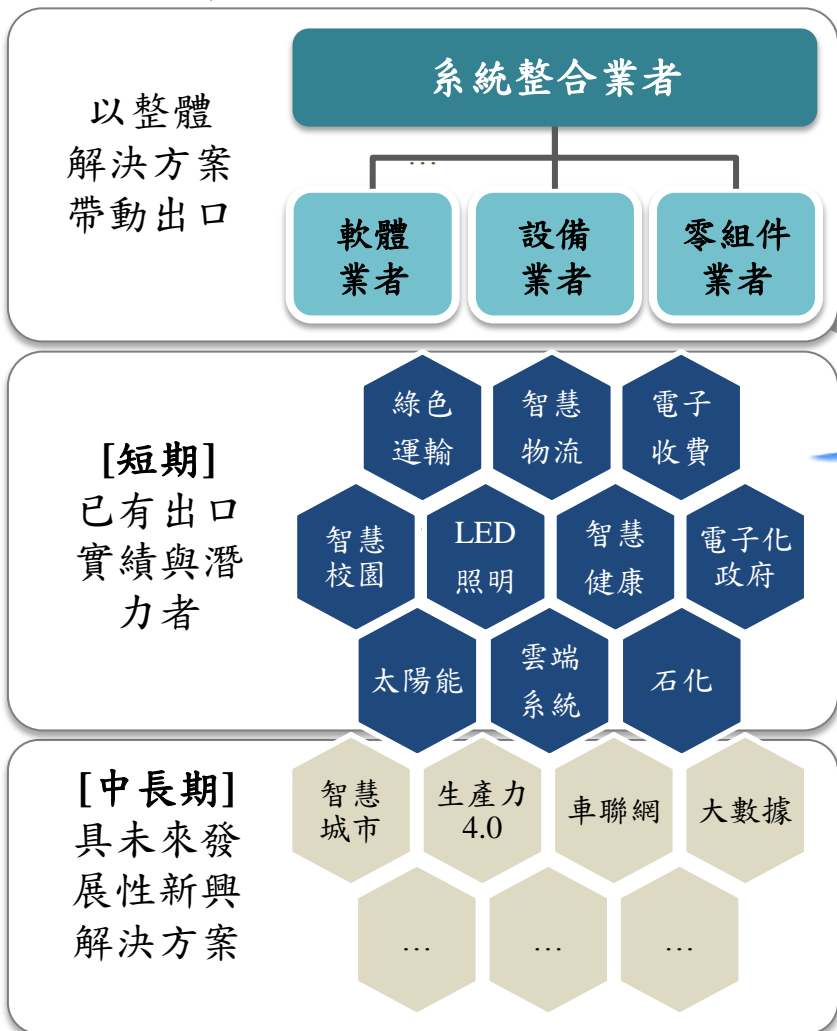 以整體
解決方案
帶動出口
系統整合業者
…
軟體
業者
設備
業者
零組件
業者
[短期]
已有出口
實績與潛
力者
綠色
運輸
智慧
物流
電子
收費
智慧
校園
LED
照明
智慧
健康
電子化
政府
太陽能
雲端
系統
石化
[中長期]
具未來發
展性新興
解決方案
智慧
城市
生產力
4.0
車聯網
大數據
…
…
…